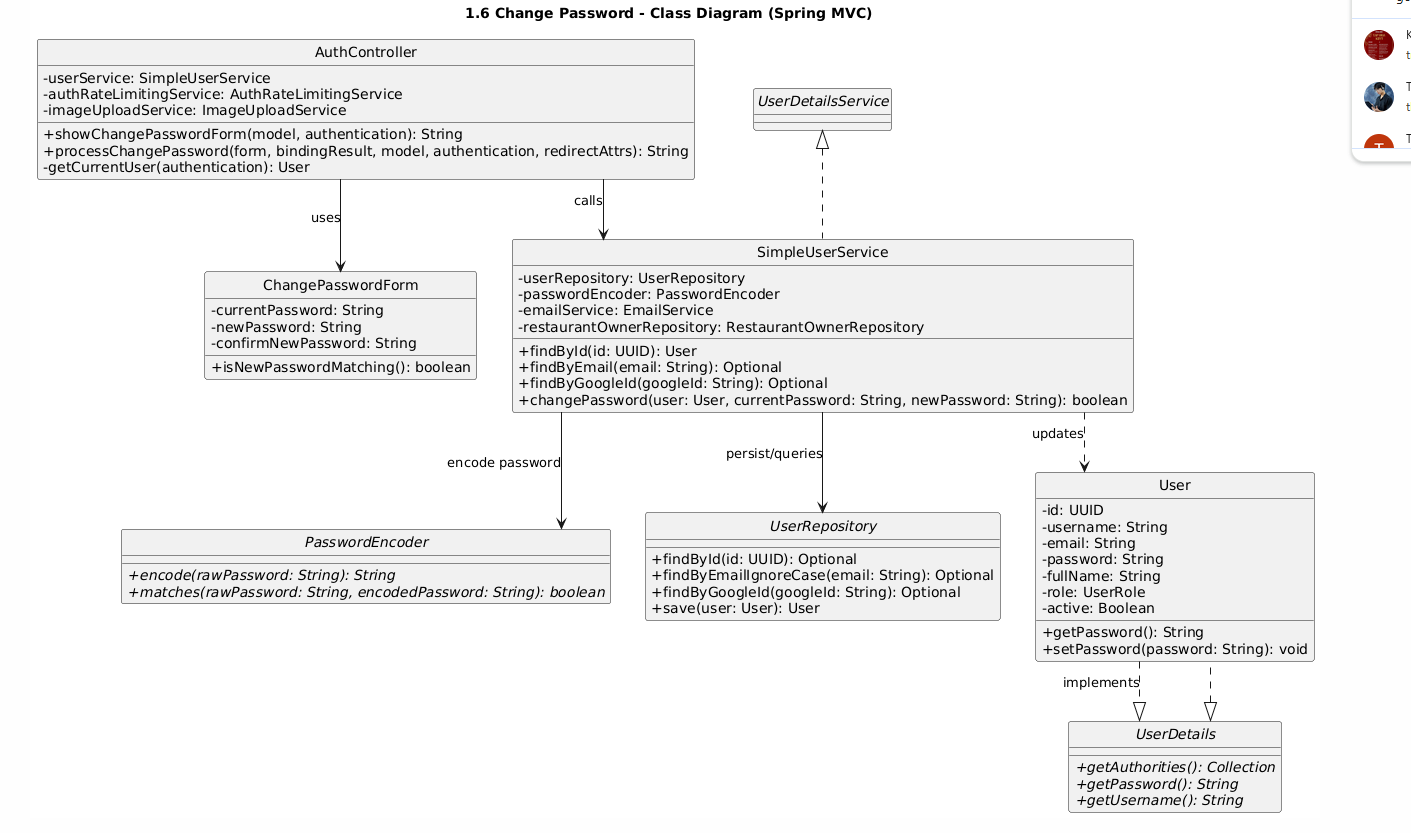 1.6 Change Password - Class Diagram (Spring MVC)
AuthController
-userService: SimpleUserService
-authRateLimitingService: AuthRateLimitingService
-imageUploadService: ImageUploadService
+showChangePasswordForm(model, authentication): String
+processChangePassword(form, bindingResult, model, authentication, redirectAttrs): String
-getCurrentUser(authentication): User
UserDetailsService
uses
calls
ChangePasswordForm
-currentPassword: String
-newPassword: String
-confirmNewPassword: String
+isNewPasswordMatching(): boolean
SimpleUserService
-userRepository: UserRepository
-passwordEncoder: PasswordEncoder
-emailService: EmailService
-restaurantOwnerRepository: RestaurantOwnerRepository
+findById(id: UUID): User
+findByEmail(email: String): Optional
+findByGoogleId(googleId: String): Optional
+changePassword(user: User, currentPassword: String, newPassword: String): boolean
encode password
persist/queries
updates
PasswordEncoder
+encode(rawPassword: String): String
+matches(rawPassword: String, encodedPassword: String): boolean
UserRepository
+findById(id: UUID): Optional
+findByEmailIgnoreCase(email: String): Optional
+findByGoogleId(googleId: String): Optional
+save(user: User): User
User
-id: UUID
-username: String
-email: String
-password: String
-fullName: String
-role: UserRole
-active: Boolean
+getPassword(): String
+setPassword(password: String): void
implements
UserDetails
+getAuthorities(): Collection
+getPassword(): String
+getUsername(): String